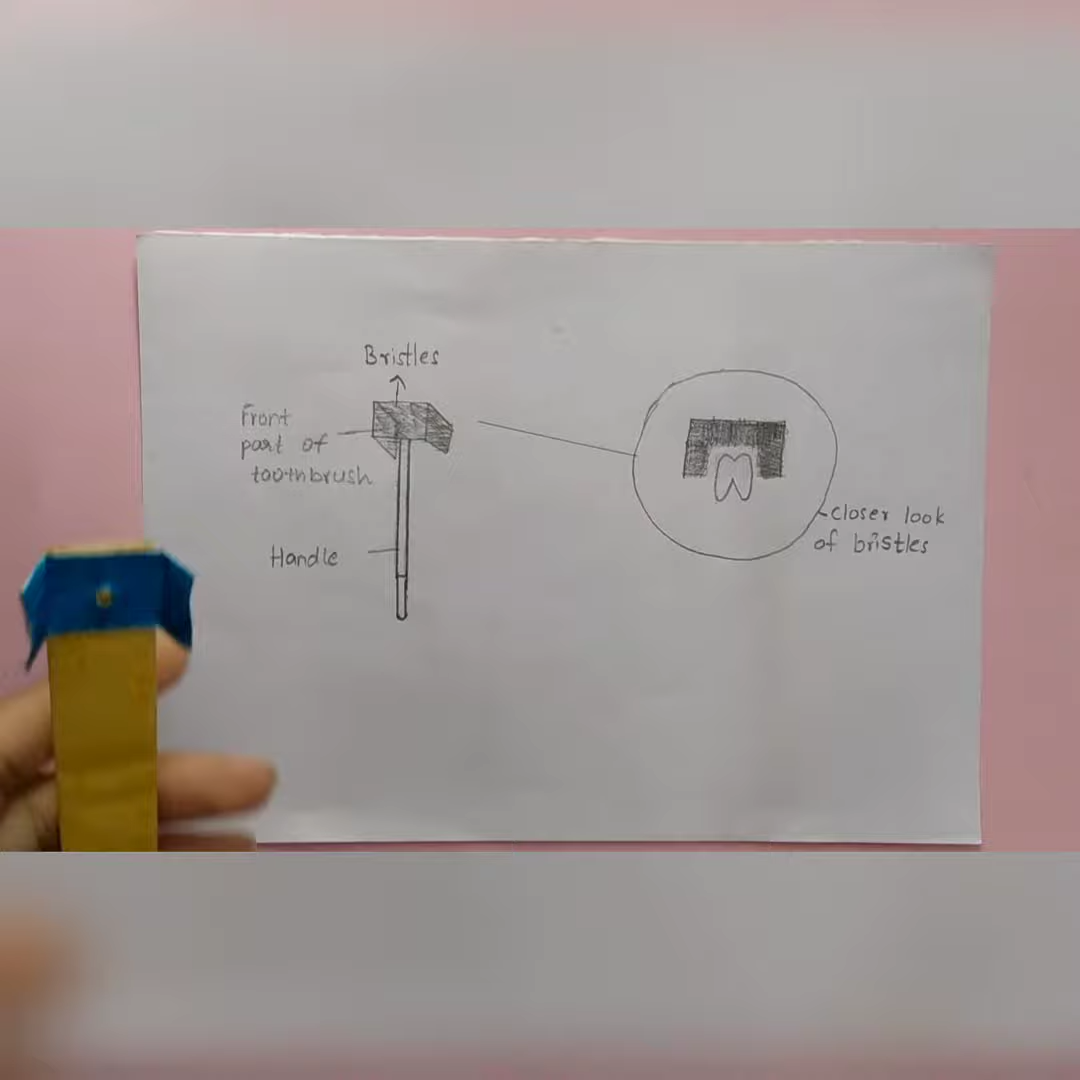 Bristles
Front
part of
toothbrush
Handle
closer look
of bristles